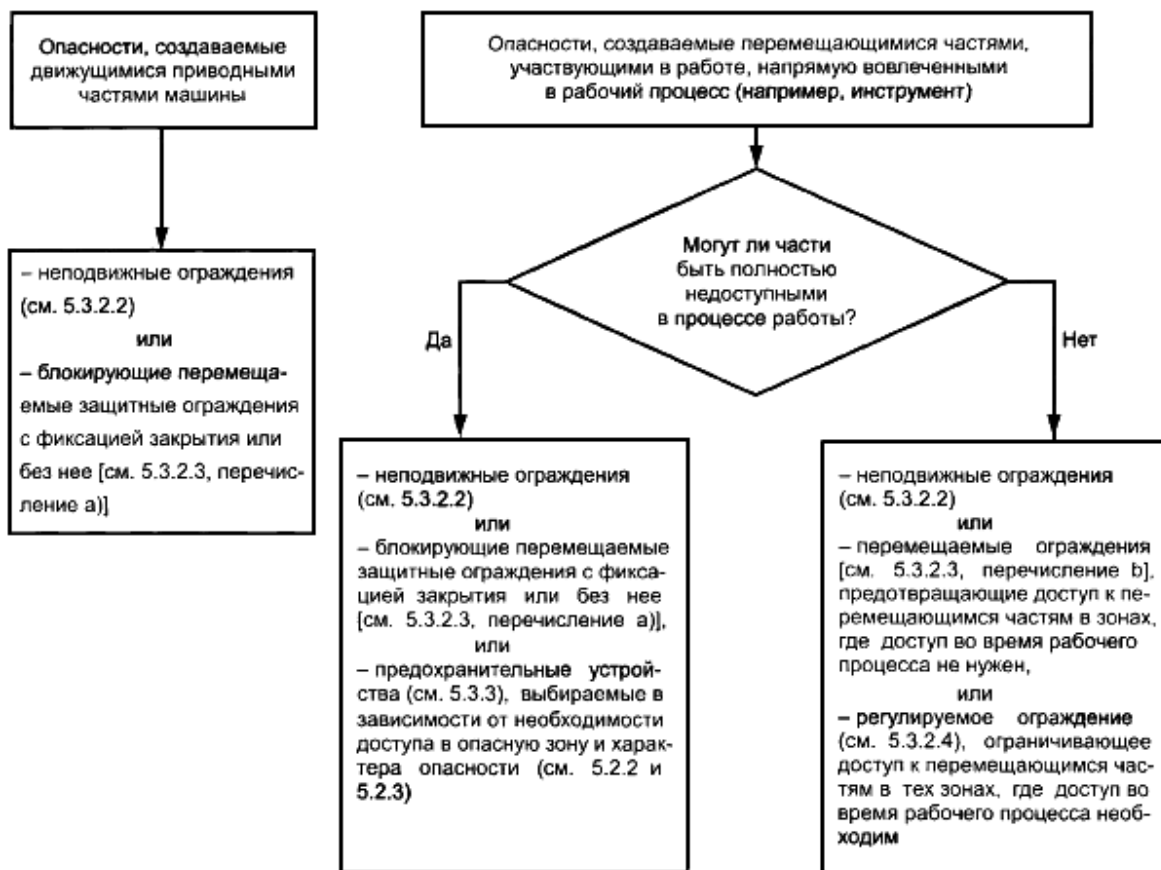 Опасности, создаваемые
движущимися приводными
частями машины
Опасности, создаваемые перемещающимися частями,
участвующими в работе, напрямую вовлеченными
в рабочий процесс (например, инструмент)
– неподвижные ограждения
(см. 5.3.2.2)
или
– блокирующие перемеща-
емые защитные ограждения
с фиксацией закрытия или
без нее [см. 5.3.2.3, перечис-
ление а)]
Могут ли части
быть полностью
недоступными
в процессе работы?
Да
Нет
– неподвижные ограждения
(см. 5.3.2.2)
или
– блокирующие перемещаемые
защитные ограждения с фикса-
цией закрытия или без нее
[см. 5.3.2.3, перечисление а)],
или
– предохранительные устрой-
ства (см. 5.3.3), выбираемые в
зависимости от необходимости
доступа в опасную зону и харак-
тера опасности (см. 5.2.2 и
5.2.3)
– неподвижные ограждения
(см. 5.3.2.2)
или
– перемещаемые ограждения
[см. 5.3.2.3, перечисление b],
предотвращающие доступ к пе-
ремещающимся частям в зонах,
где доступ во время рабочего
процесса не нужен,
или
– регулируемое ограждение
(см. 5.3.2.4), ограничивающее
доступ к перемещающимся час-
тям в тех зонах, где доступ во
время рабочего процесса необ-
ходим